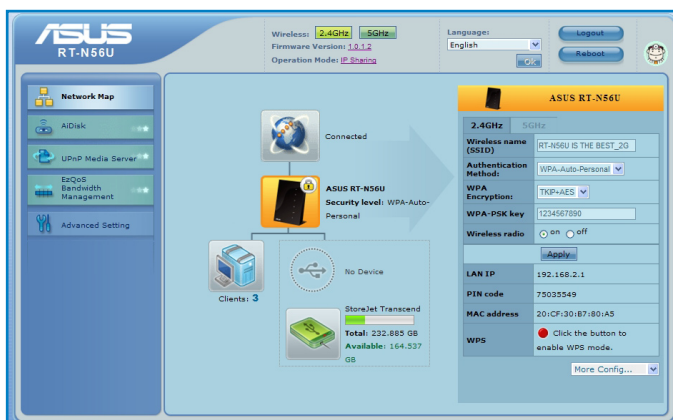 ASUS
RT-N56U
Wireless: 2.4GHz 5GHz
Firmware Version: 1.0.1.2
Operation Mode: IP Sharing
Language:
English
OK
Logout
Reboot
Network Map
AiDisk
UPnP Media Server
EzQoS
Bandwidth
Management
Advanced Setting
Connected
ASUS RT-N56U
Security level: WPA-Auto-
Personal
Clients: 3
No Device
StoreJet Transcend
Total: 232.885 GB
Available: 164.537
GB
ASUS RT-N56U
2.4GHz 5GHz
Wireless name
(SSID)
RT-N56U IS THE BEST_2G
Authentication
Method:
WPA-Auto-Personal
WPA
Encryption:
TKIP+AES
WPA-PSK key
1234567890
Wireless radio
on off
Apply
LAN IP
192.168.2.1
PIN code
75035549
MAC address
20:CF:30:B7:80:A5
WPS
Click the button to
enable WPS mode.
More Config...